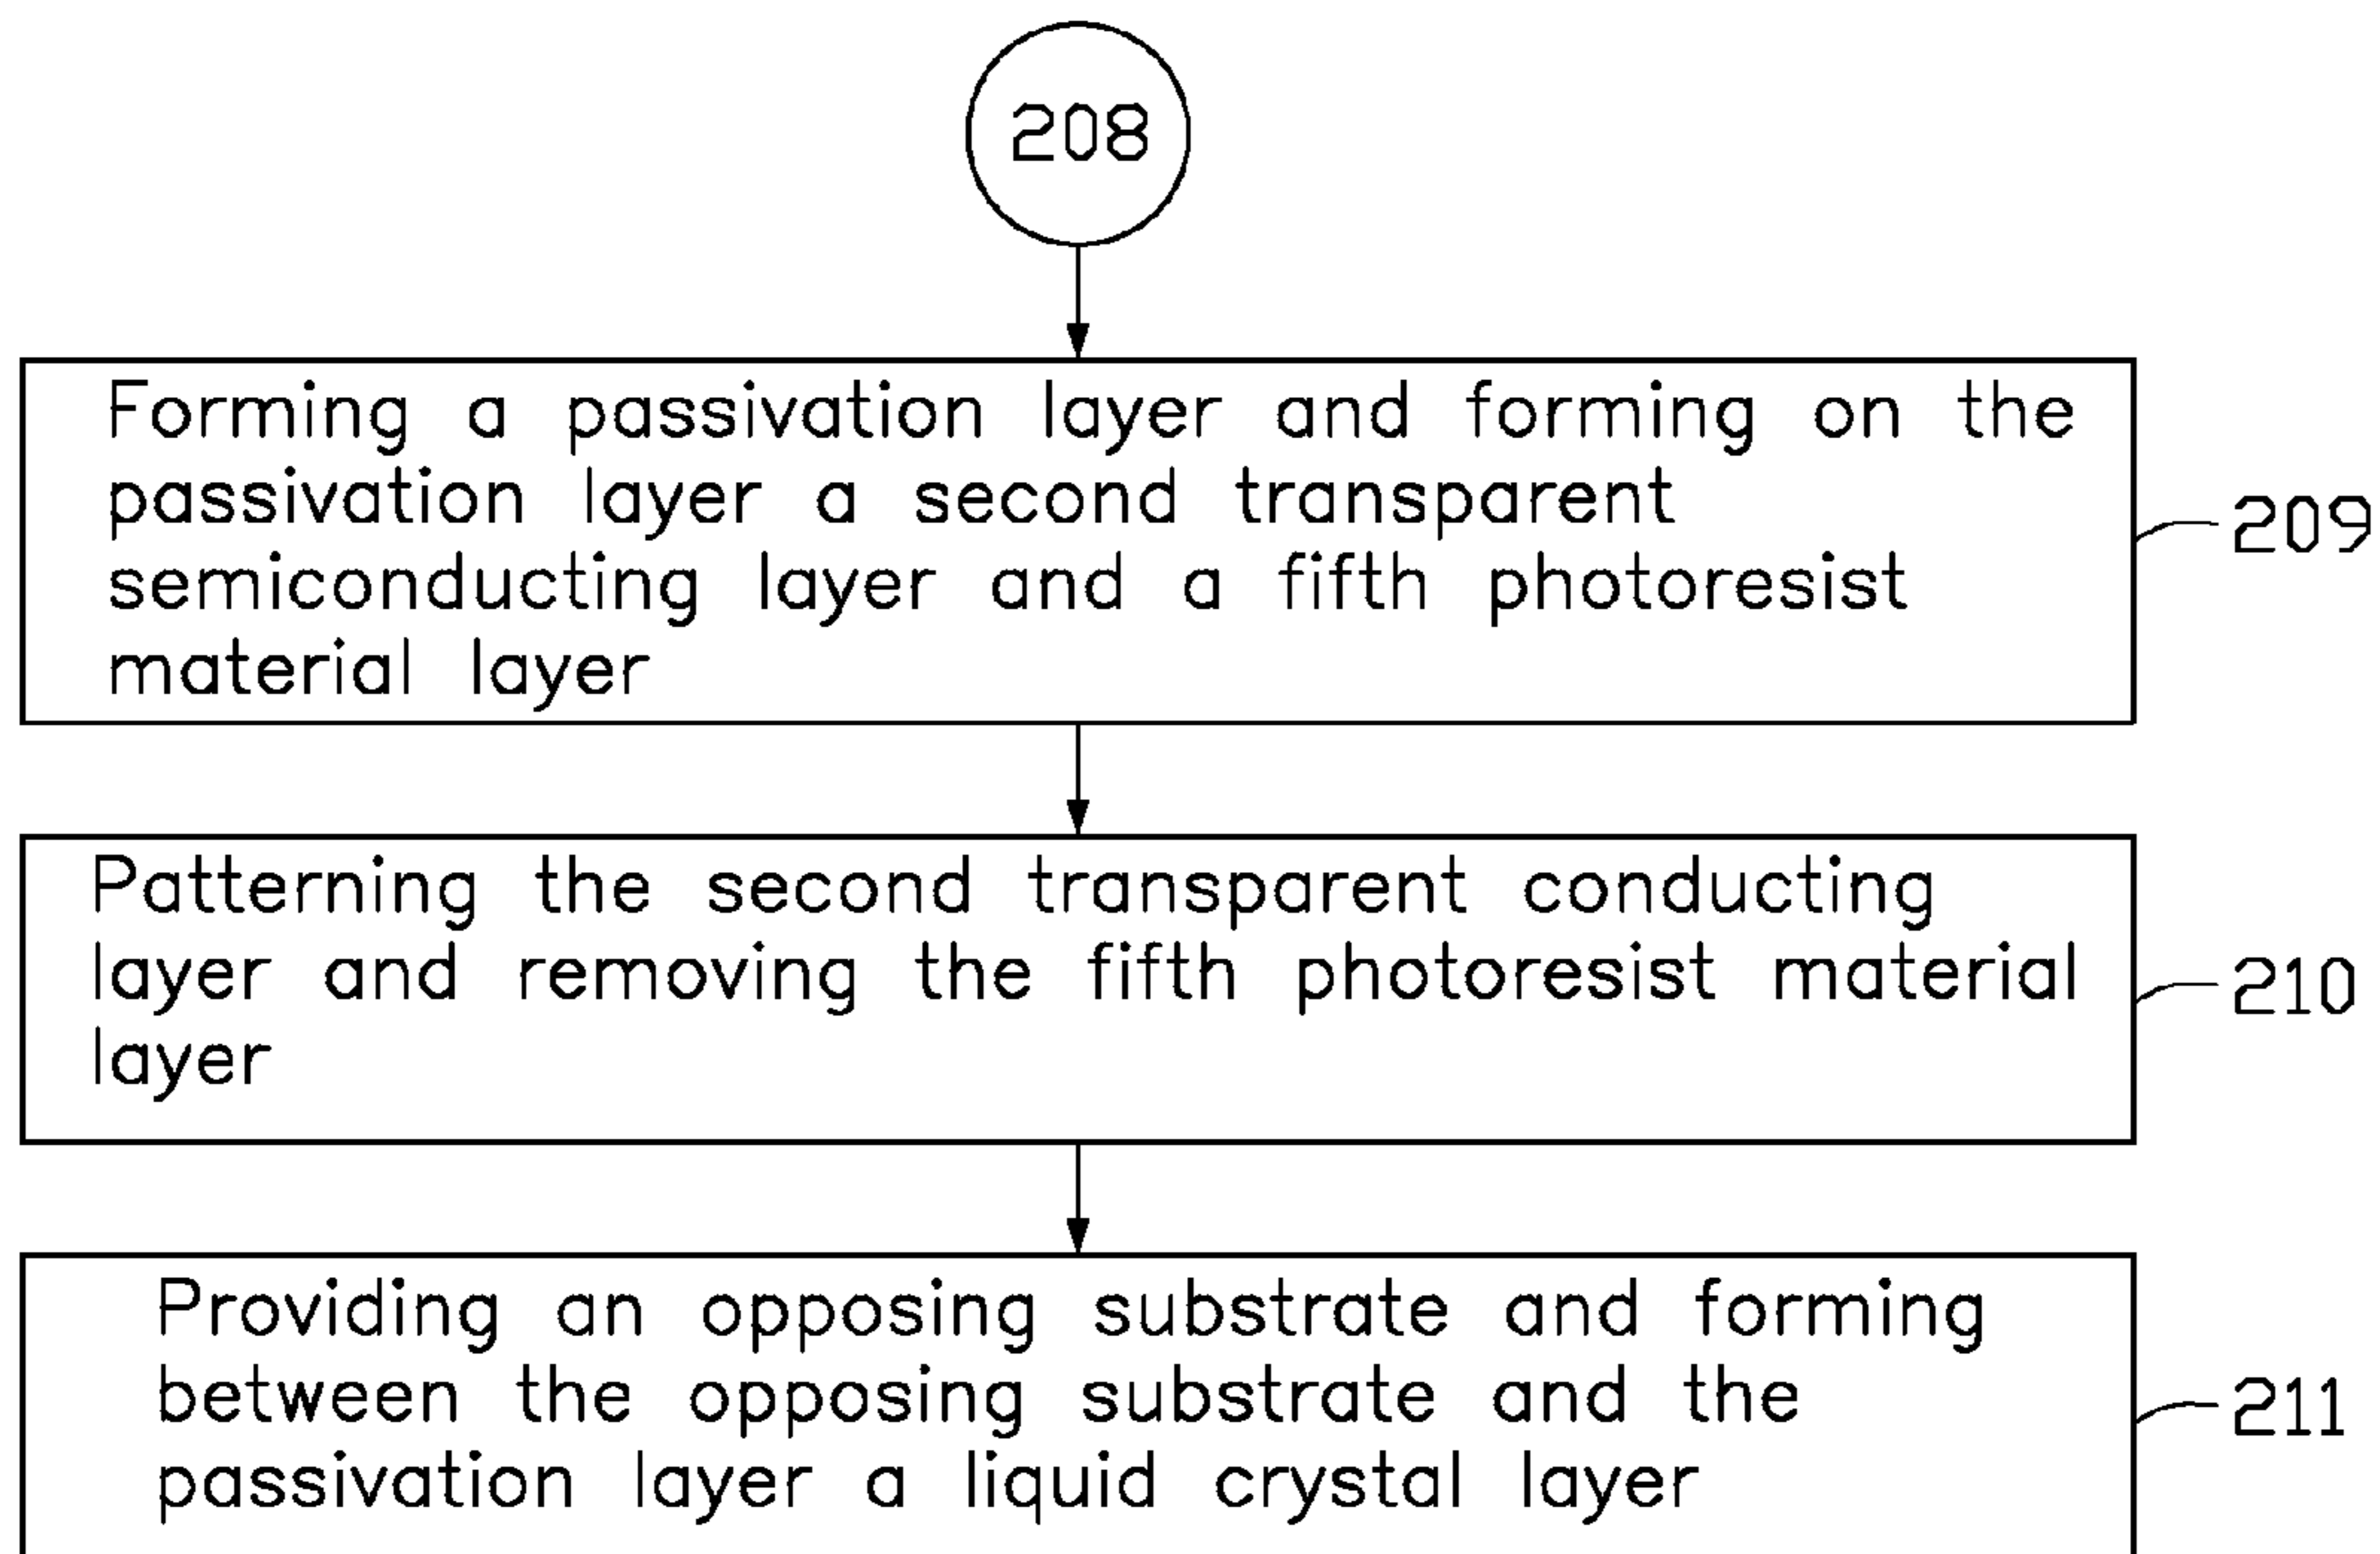 208
Forming a passivation layer and forming on the
passivation layer a second transparent
semiconducting layer and a fifth photoresist
material layer
209
Patterning the second transparent conducting
layer and removing the fifth photoresist material
layer
210
Providing an opposing substrate and forming
between the opposing substrate and the
passivation layer a liquid crystal layer
211